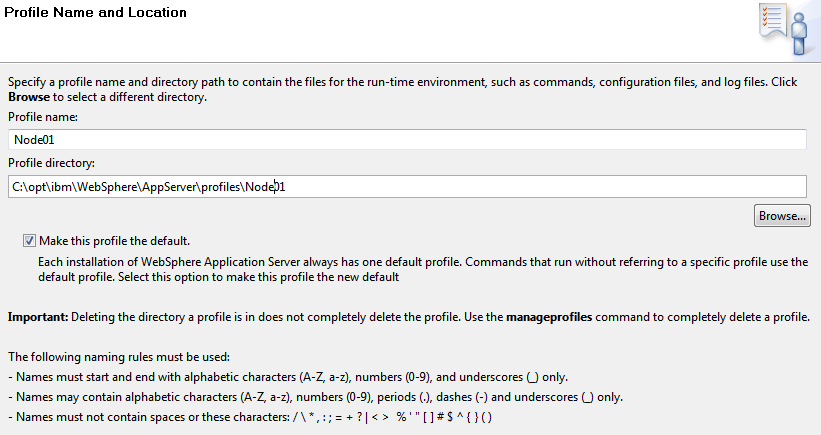 Profile Name and Location
Specify a profile name and directory path to contain the files for the run-time environment, such as commands, configuration files, and log files. Click
Browse to select a different directory.
Profile name:
Node01
Profile directory:
C:\opt\ibm\WebSphere\AppServer\profiles\Node01
Browse...
Make this profile the default.
Each installation of WebSphere Application Server always has one default profile. Commands that run without referring to a specific profile use the
default profile. Select this option to make this profile the new default
Important: Deleting the directory a profile is in does not completely delete the profile. Use the manageprofiles command to completely delete a profile.
The following naming rules must be used:
- Names must start and end with alphabetic characters (A-Z, a-z), numbers (0-9), and underscores (_) only.
- Names may contain alphabetic characters (A-Z, a-z), numbers (0-9), periods (.), dashes (-) and underscores (_) only.
- Names must not contain spaces or these characters: / \ * , : ; = + ? | < > % ' " [ ] # $ ^ { } ( )